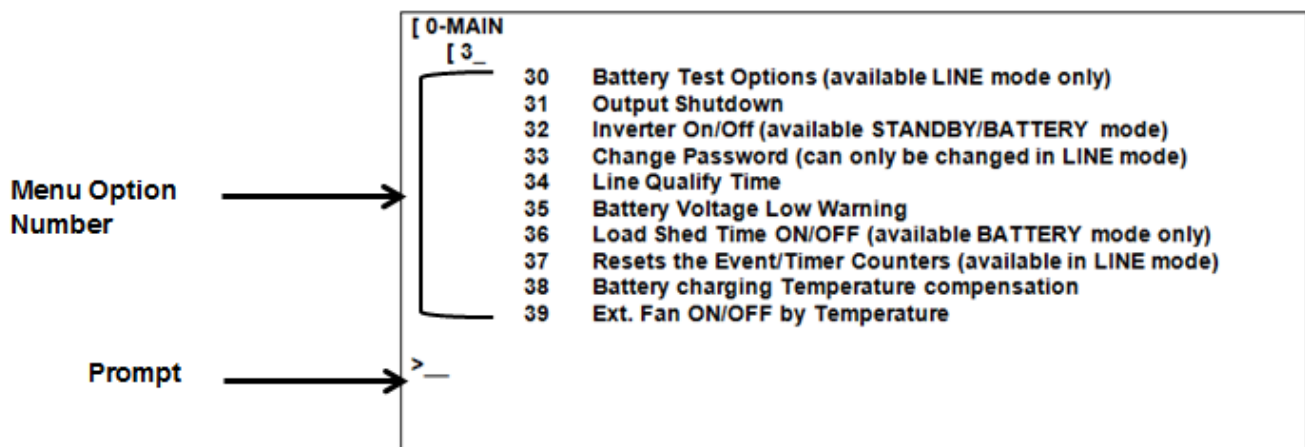 [ 0-MAIN
[ 3_
30 Battery Test Options (available LINE mode only)
31 Output Shutdown
32 Inverter On/Off (available STANDBY/BATTERY mode)
33 Change Password (can only be changed in LINE mode)
34 Line Qualify Time
35 Battery Voltage Low Warning
36 Load Shed Time ON/OFF (available BATTERY mode only)
37 Resets the Event/Timer Counters (available in LINE mode)
38 Battery charging Temperature compensation
39 Ext. Fan ON/OFF by Temperature
Menu Option
Number
Prompt
>__